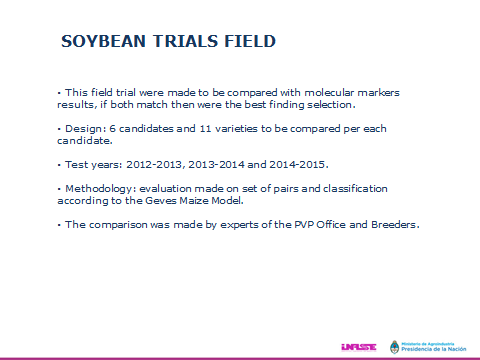 SOYBEAN TRIALS FIELD
• This field trial were made to be compared with molecular markers
results, if both match then were the best finding selection.
• Design: 6 candidates and 11 varieties to be compared per each
candidate.
• Test years: 2012-2013, 2013-2014 and 2014-2015.
• Methodology: evaluation made on set of pairs and classification
according to the Geves Maize Model.
• The comparison was made by experts of the PVP Office and Breeders.
INASE
Ministerio de Agroindustria
Presidencia de la Nación